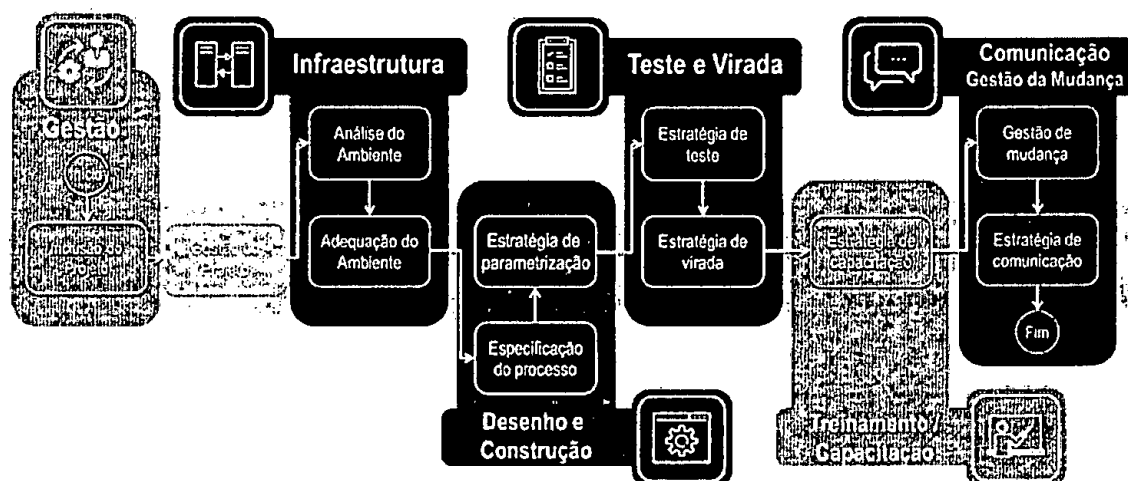 Gestão
Início
Infraestrutura
Análise do
Ambiente
Adequação do
Ambiente
Desenho e
Construção
Estratégia de
parametrização
Especificação
do processo
Teste e Virada
Estratégia de
teste
Estratégia de
virada
Treinamento /
Capacitação
Estratégia de
Capacitação
Comunicação
Gestão da Mudança
Gestão de
mudança
Estratégia de
comunicação
Fim